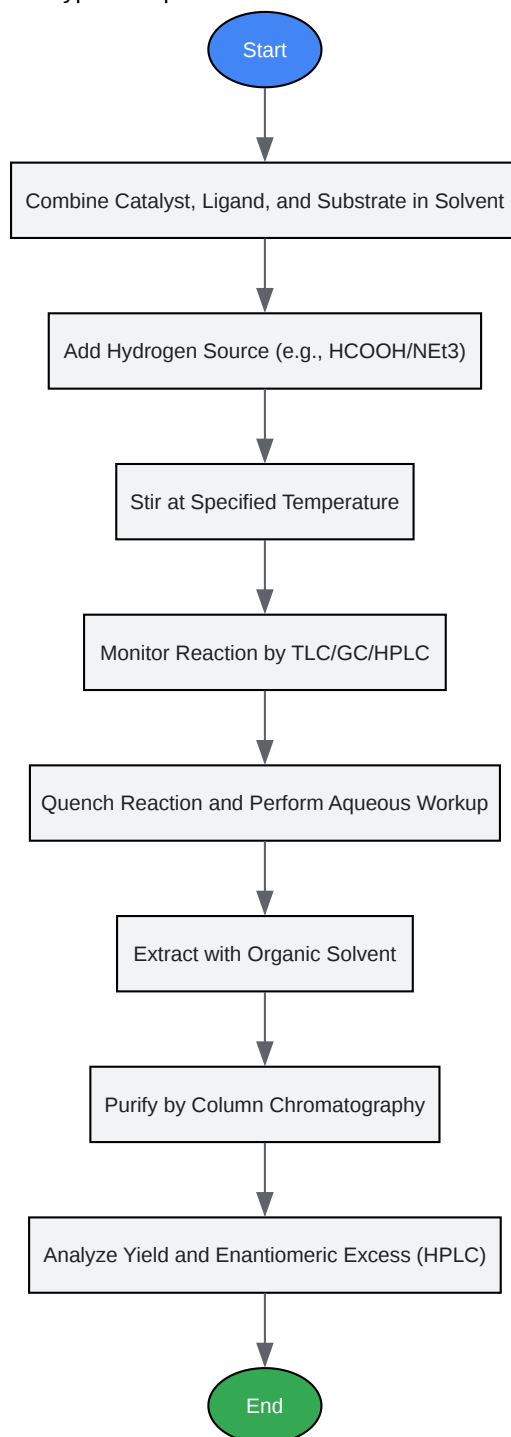 Start
Combine Catalyst, Ligand, and Substrate in Solvent
Add Hydrogen Source (e.g., HCOOH/NEt3)
Stir at Specified Temperature
Monitor Reaction by TLC/GC/HPLC
Quench Reaction and Perform Aqueous Workup
Extract with Organic Solvent
Purify by Column Chromatography
Analyze Yield and Enantiomeric Excess (HPLC)
End